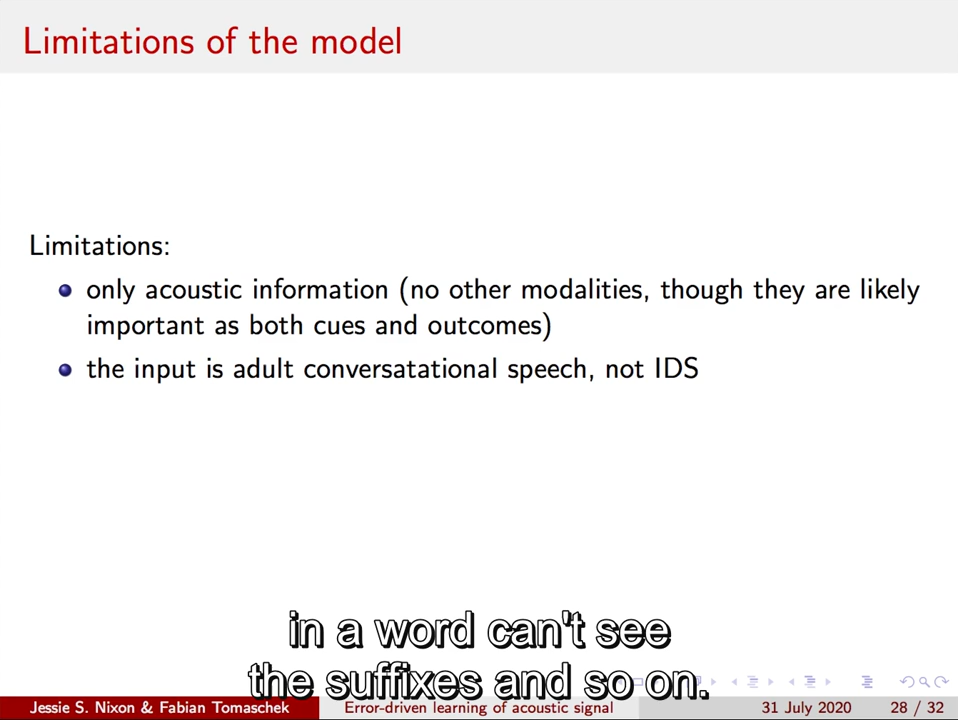 Limitations of the model
Limitations:
only acoustic information (no other modalities, though they are likely
important as both cues and outcomes)
the input is adult conversatational speech, not IDS
in a word can't see
the suffixes and so on.
Jessie S. Nixon & Fabian Tomaschek Error-driven learning of acoustic signal 31 July 2020 28 / 32